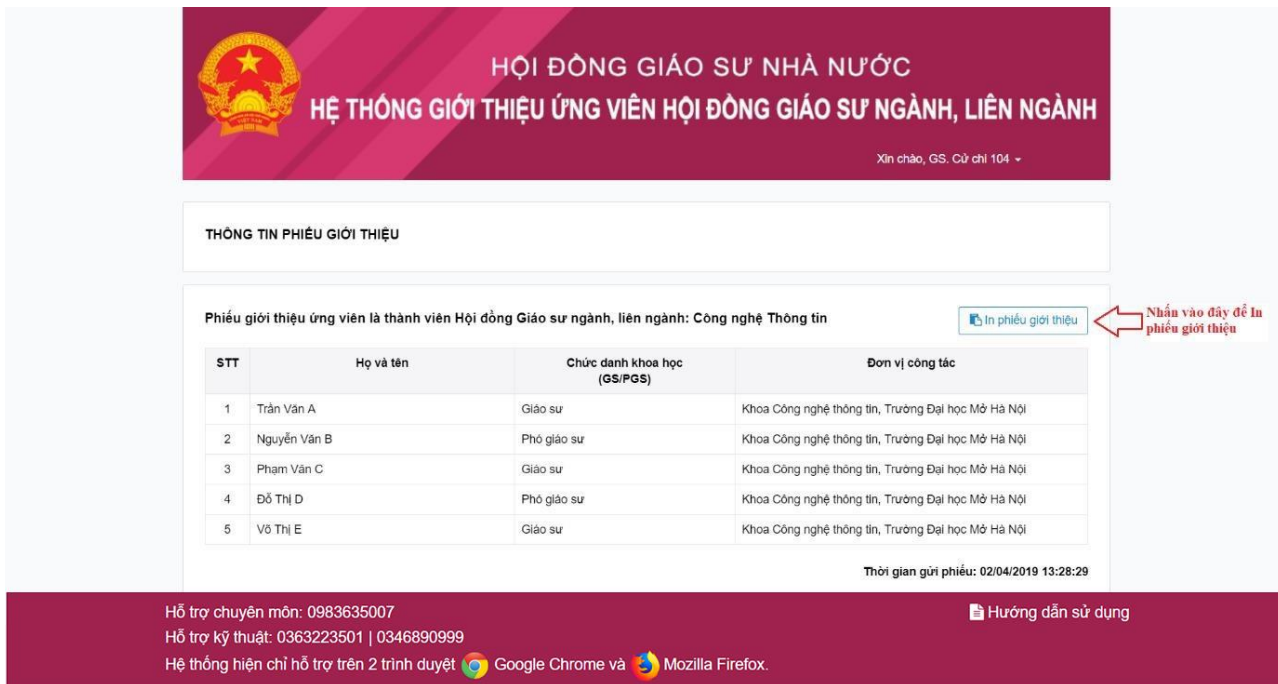 HỘI ĐỒNG GIÁO SƯ NHÀ NƯỚC
HỆ THỐNG GIỚI THIỆU ỨNG VIÊN HỘI ĐỒNG GIÁO SƯ NGÀNH, LIÊN NGÀNH
Xin chào, GS. Cử chi 104
THÔNG TIN PHIẾU GIỚI THIỆU
Phiếu giới thiệu ứng viên là thành viên Hội đồng Giáo sư ngành, liên ngành: Công nghệ Thông tin
In phiếu giới thiệu
Nhấn vào đây để In
phiếu giới thiệu
STT Họ và tên Chức danh khoa học Đơn vị công tác
(GS/PGS)
1 Trần Văn A Giáo sư Khoa Công nghệ thông tin, Trường Đại học Mở Hà Nội
2 Nguyễn Văn B Phó giáo sư Khoa Công nghệ thông tin, Trường Đại học Mở Hà Nội
3 Phạm Văn C Giáo sư Khoa Công nghệ thông tin, Trường Đại học Mở Hà Nội
4 Đỗ Thị D Phó giáo sư Khoa Công nghệ thông tin, Trường Đại học Mở Hà Nội
5 Võ Thị E Giáo sư Khoa Công nghệ thông tin, Trường Đại học Mở Hà Nội
Thời gian gửi phiếu: 02/04/2019 13:28:29
Hỗ trợ chuyên môn: 0983635007
Hướng dẫn sử dụng
Hỗ trợ kỹ thuật: 0363223501 | 0346890999
Hệ thống hiện chỉ hỗ trợ trên 2 trình duyệt Google Chrome và Mozilla Firefox.